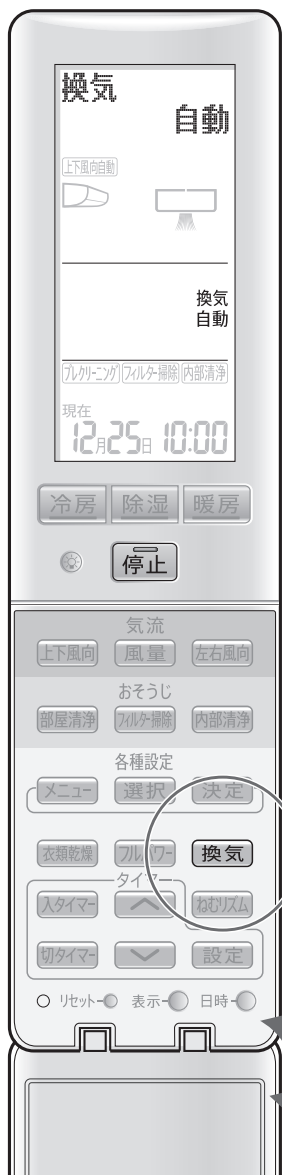 換気
自動
上下風向自動
換気
自動
プレクリーニング フィルター掃除 内部清浄
現在
12月25日 10:00
冷房 除湿 暖房
停止
気流
上下風向 風量 左右風向
おそうじ
部屋清浄 フィルター掃除 内部清浄
各種設定
メニュー 選択 決定
衣類乾燥 フルパワー 換気
タイマー
入タイマー ねむリズム
切タイマー 設定
リセット 表示 日時